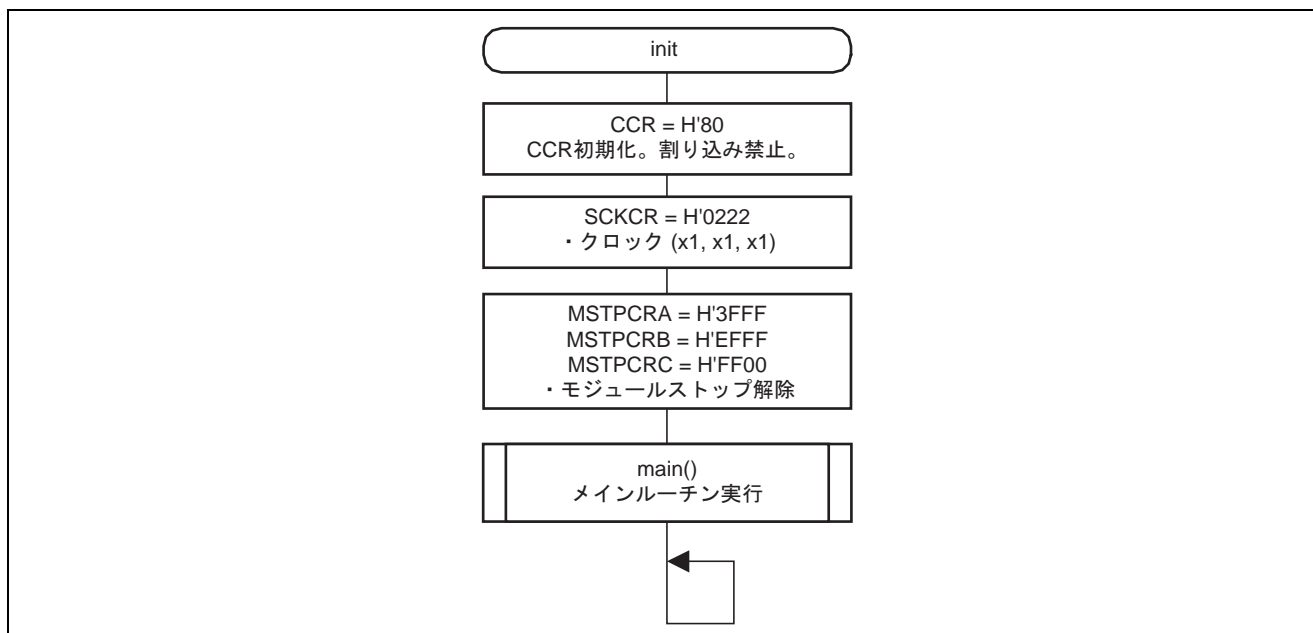 init
CCR = H'80
CCR初期化。割り込み禁止。
SCKCR = H'0222
・クロック (x1, x1, x1)
MSTPCRA = H'3FFF
MSTPCRB = H'EFFF
MSTPCRC = H'FF00
・モジュールストップ解除
main()
メインルーチン実行